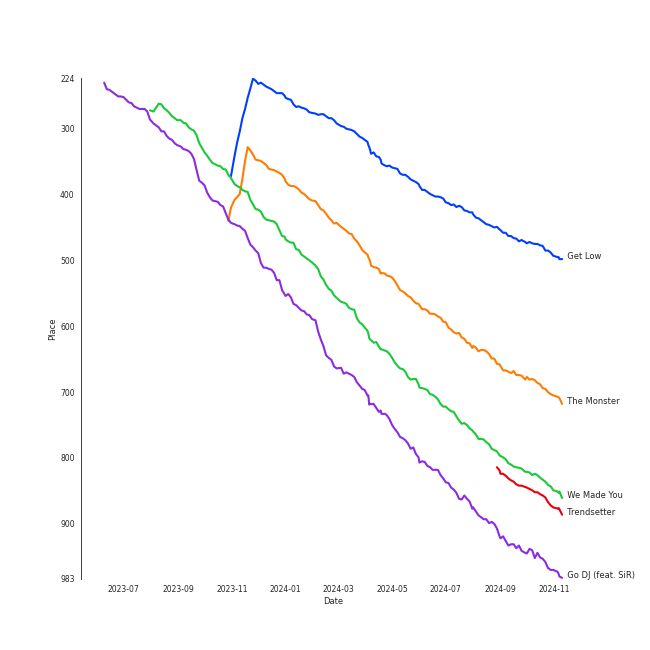 224
300
400
500
600
700
800
900
983
Place
2023-07 2023-09 2023-11 2024-01 2024-03 2024-05 2024-07 2024-09 2024-11
Date
Get Low
The Monster
We Made You
Trendsetter
Go DJ (feat. SiR)